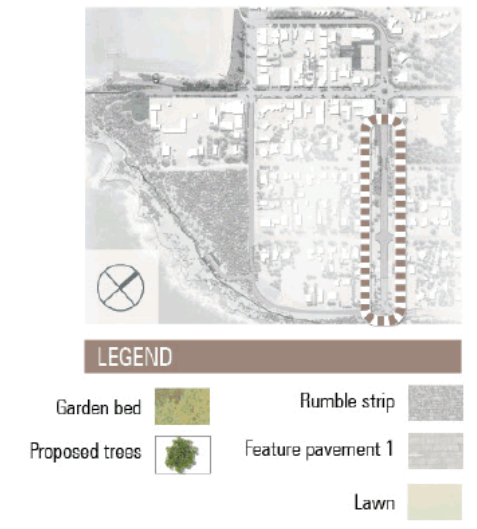 LEGEND
Garden bed
Rumble strip
Proposed trees
Feature pavement 1
Lawn